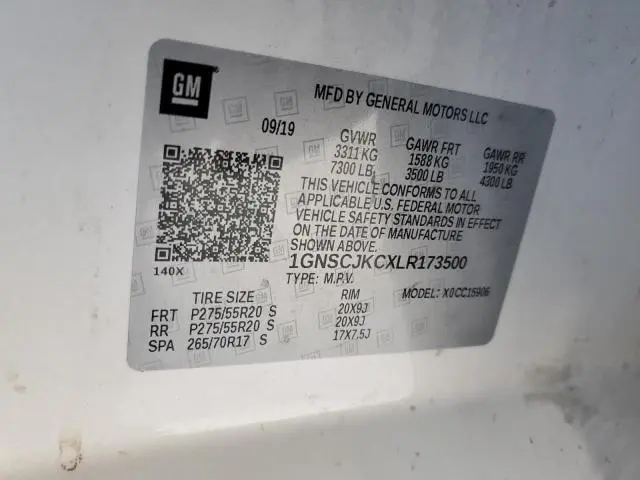 GM
MFD BY GENERAL MOTORS LLC
09/19
GVWR GAWR FRT GAWR RR
3311 KG 1588 KG 1950 KG
7300 LB 3500 LB 4300 LB
THIS VEHICLE CONFORMS TO ALL
APPLICABLE U.S. FEDERAL MOTOR
VEHICLE SAFETY STANDARDS IN EFFECT
ON THE DATE OF MANUFACTURE
SHOWN ABOVE.
140X
1GNSCJKCXLR173500
TYPE: M.P.V. MODEL: X0CC15906
TIRE SIZE RIM
FRT P275/55R20 S 20X9J
RR P275/55R20 S 20X9J
SPA 265/70R17 S 17X7.5J